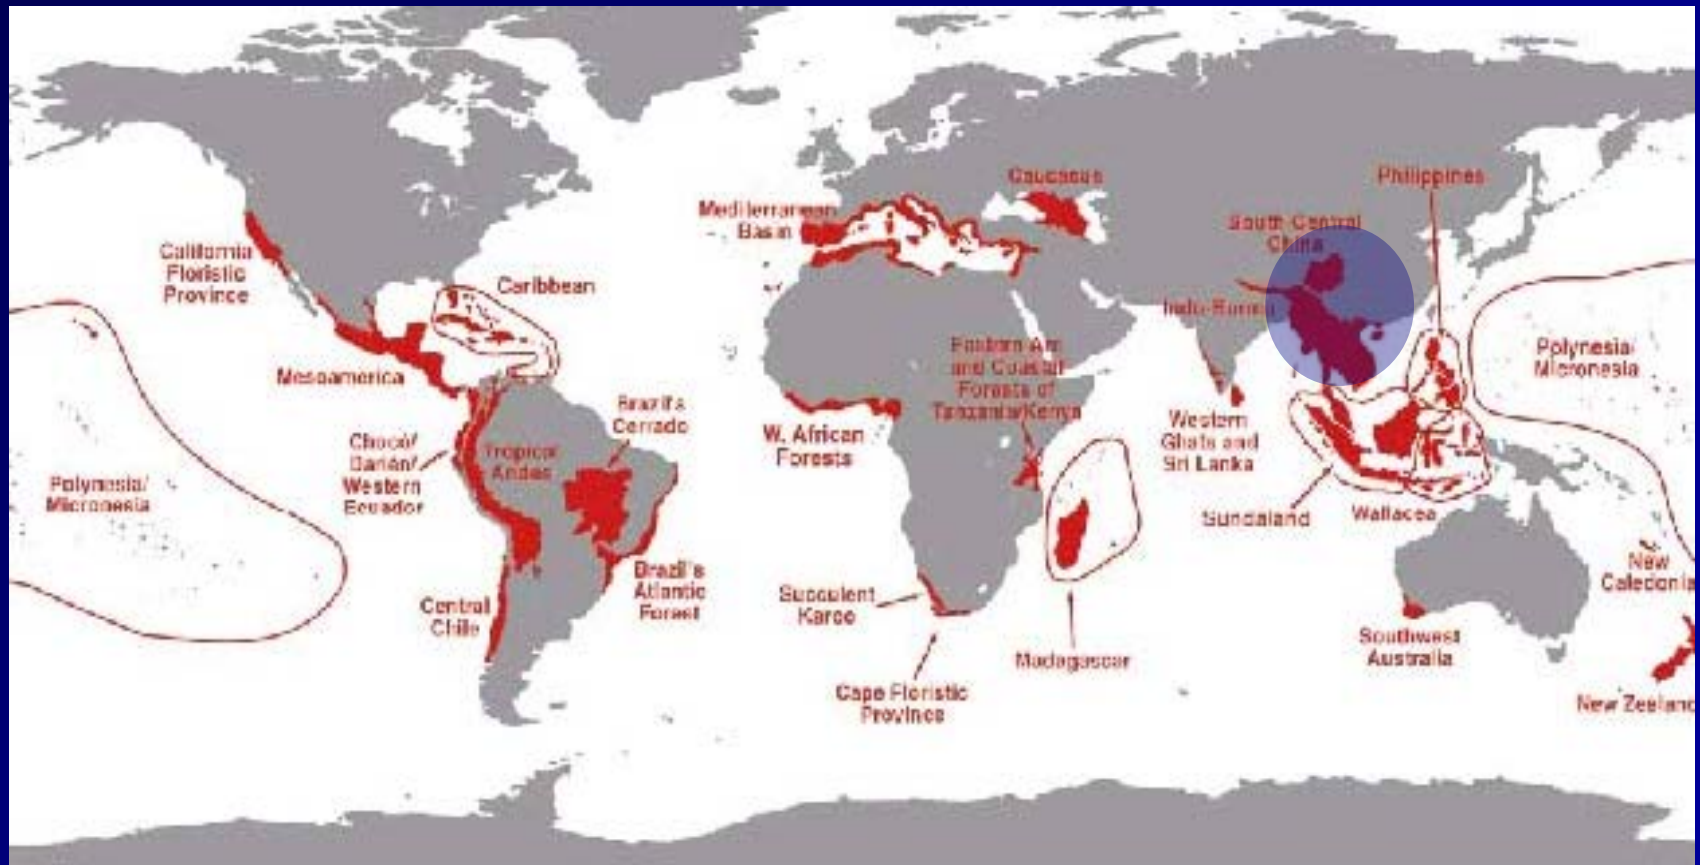 Caucasus
Philippines
Mediterranean
Basin
South Central
China
California
Floristic
Province
Caribbean
Indo-Burma
Eastern Arc
and Coastal
Forests of
Tanzania/Kenya
Polynesia/
Micronesia
Mesoamerica
Brazil's
Cerrado
Chocó/
Darién/
Western
Ecuador
Tropical
Andes
W. African
Forests
Western
Ghats and
Sri Lanka
Polynesia/
Micronesia
Sundaland
Wallacea
New
Caledonia
Brazil's
Atlantic
Forest
Central
Chile
Succulent
Karoo
Madagascar
Southwest
Australia
Cape Floristic
Province
New Zealand